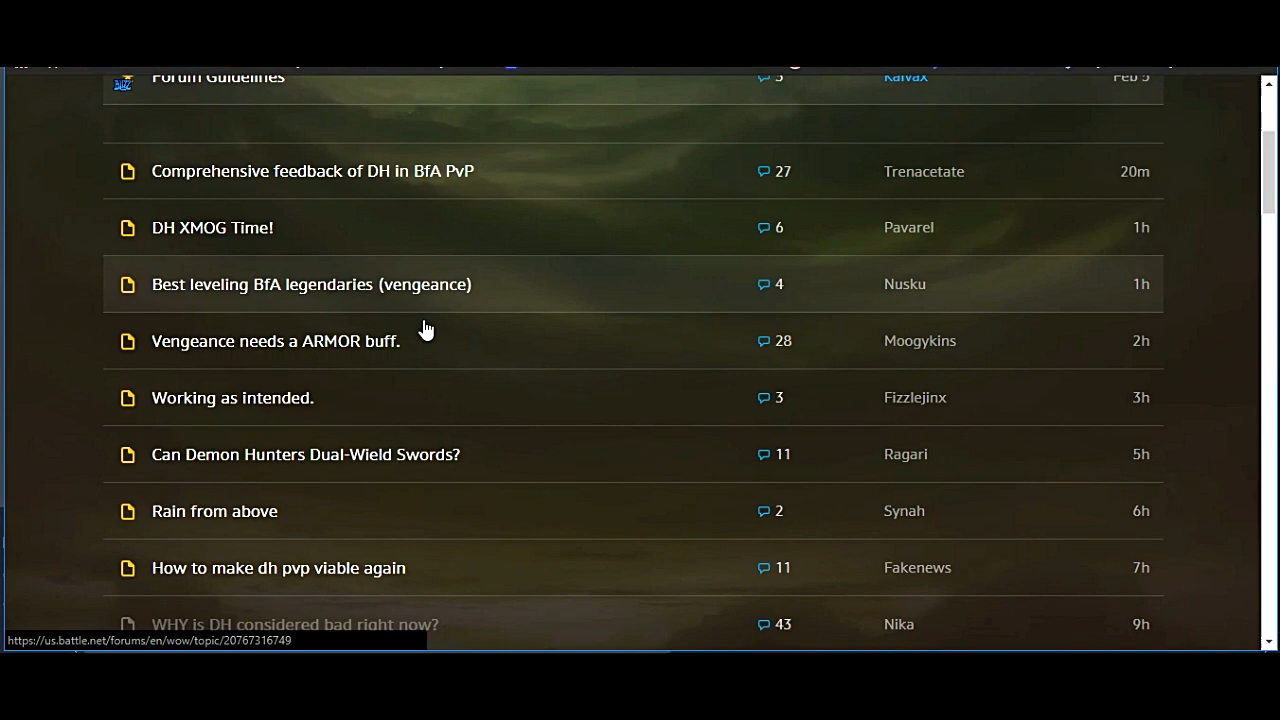 Forum Guidelines 3 Kalvax Feb 5
Comprehensive feedback of DH in BfA PvP 27 Trenacetate 20m
DH XMOG Time! 6 Pavarel 1h
Best leveling BfA legendaries (vengeance) 4 Nusku 1h
Vengeance needs a ARMOR buff. 28 Moogykins 2h
Working as intended. 3 Fizzlejinx 3h
Can Demon Hunters Dual-Wield Swords? 11 Ragari 5h
Rain from above 2 Synah 6h
How to make dh pvp viable again 11 Fakenews 7h
WHY is DH considered bad right now? 43 Nika 9h
https://us.battle.net/forums/en/wow/topic/20767316749